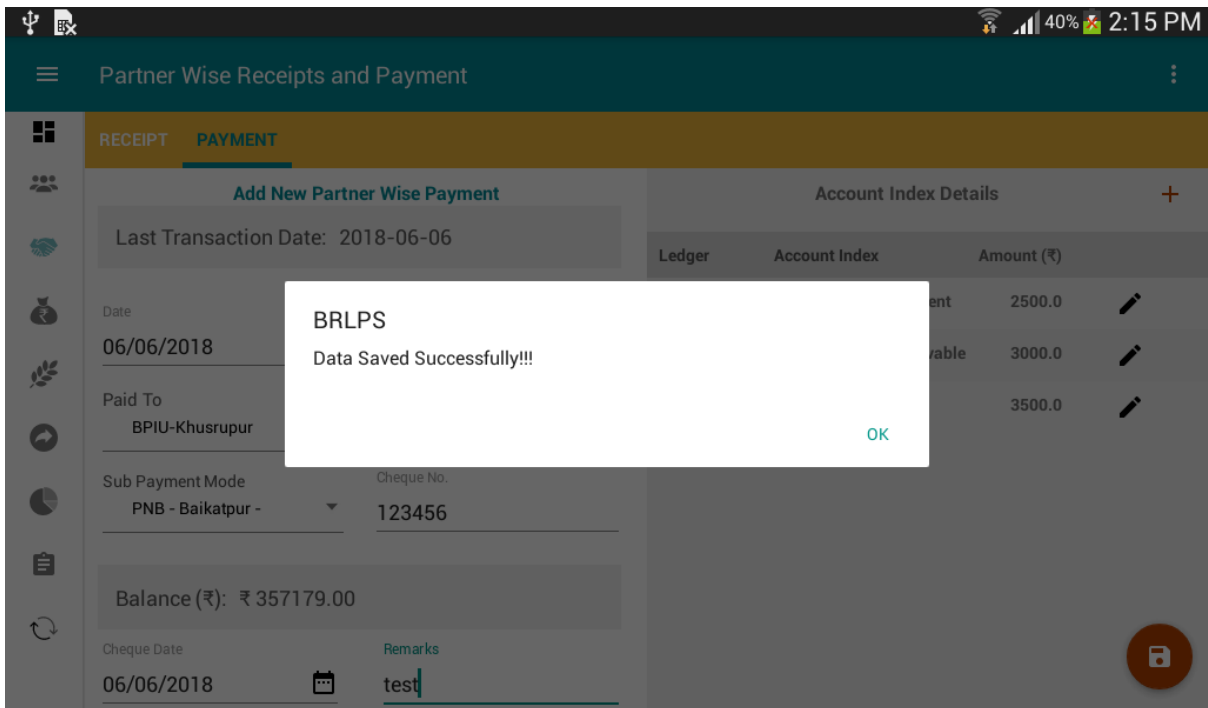 40% 2:15 PM
Partner Wise Receipts and Payment
RECEIPT PAYMENT
Add New Partner Wise Payment
Last Transaction Date: 2018-06-06
Date
06/06/2018
Paid To
BPIU-Khusrupur
Sub Payment Mode
PNB - Baikatpur -
Cheque No.
123456
Balance (₹): ₹ 357179.00
Cheque Date
06/06/2018
Remarks
test
Account Index Details
+
Ledger Account Index Amount (₹)
ent 2500.0
vable 3000.0
3500.0
BRLPS
Data Saved Successfully!!!
OK